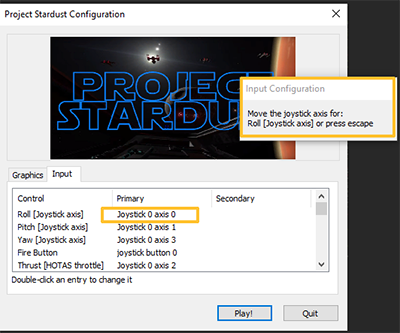 Project Stardust Configuration
PROJECT
STARDUS
Input Configuration
Move the joystick axis for:
Roll [Joystick axis] or press escape
Graphics Input
Control Primary Secondary
Roll [Joystick axis] Joystick 0 axis 0
Pitch [Joystick axis] Joystick 0 axis 1
Yaw [Joystick axis] Joystick 0 axis 3
Fire Button joystick button 0
Thrust [HOTAS throttle] Joystick 0 axis 2
Double-click an entry to change it
Play! Quit